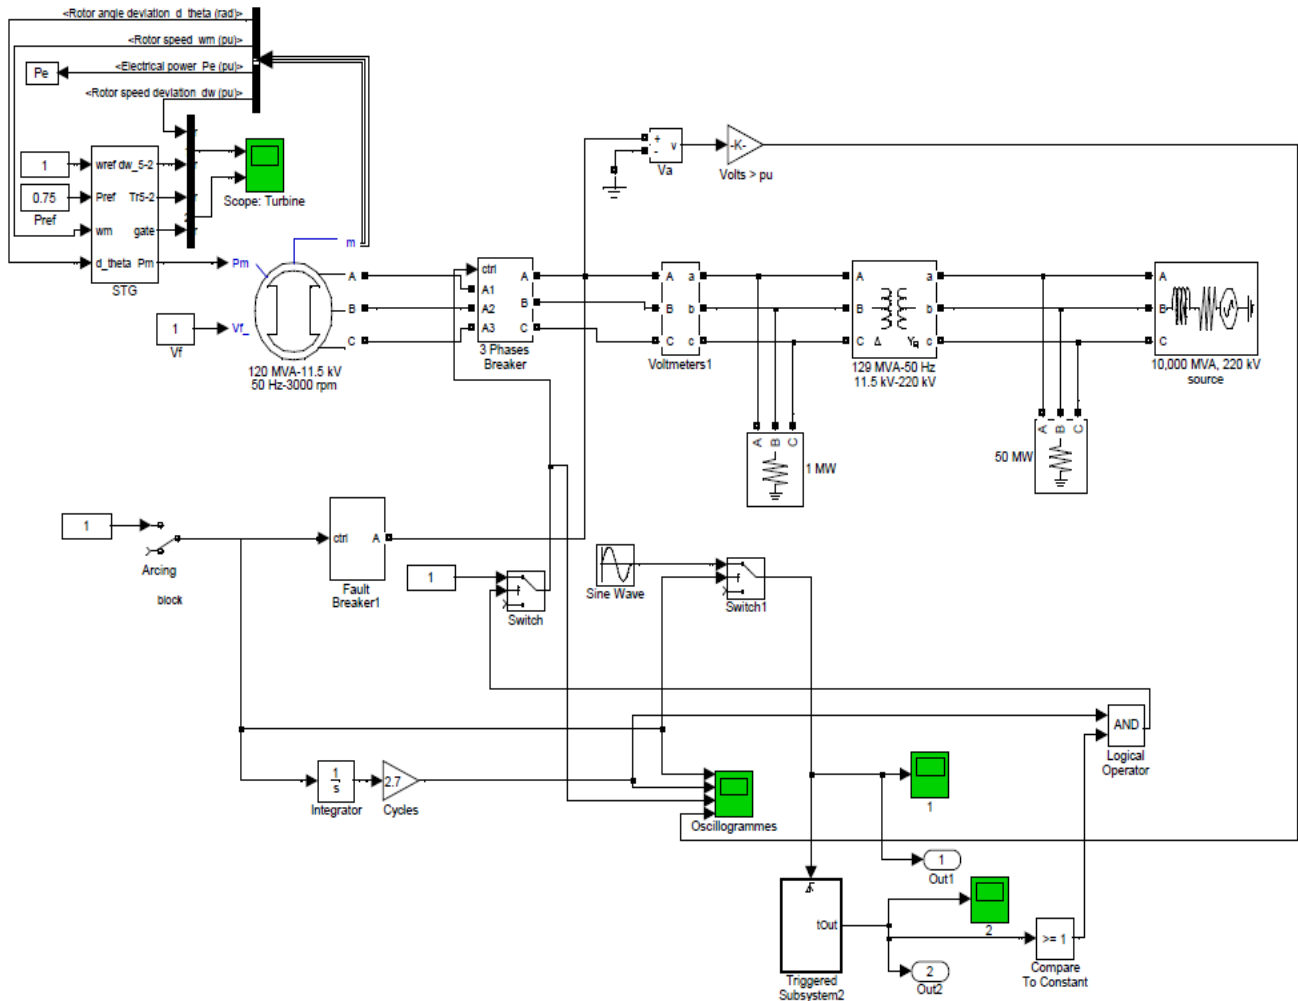 <Rotor angle deviation d_theta (rad)>
<Rotor speed wm (pu)>
Pe
<Electrical power Pe (pu)>
<Rotor speed deviation dw (pu)>
1
wref
dw_5-2
0.75
Pref
Pref
Tr5-2
wm
gate
d_theta
Pm
STG
2
Scope: Turbine
m
Pm
1
Vf
Vf_
A
B
C
120 MVA-11.5 kV
50 Hz-3000 rpm
ctrl
A1
A2
A3
A
B
C
3 Phases
Breaker
+
-
v
Va
-K-
Volts > pu
A
B
C
a
b
c
Voltmeters1
A
B
C
a
b
c
Δ
Yg
129 MVA-50 Hz
11.5 kV-220 kV
A
B
C
10,000 MVA, 220 kV
source
A
B
C
1 MW
A
B
C
50 MW
1
Arcing
block
ctrl
A
Fault
Breaker1
1
Switch
Sine Wave
Switch1
AND
Logical
Operator
1
s
Integrator
2.7
Cycles
Oscillogrammes
1
1
Out1
tOut
Triggered
Subsystem2
2
2
Out2
>= 1
Compare
To Constant